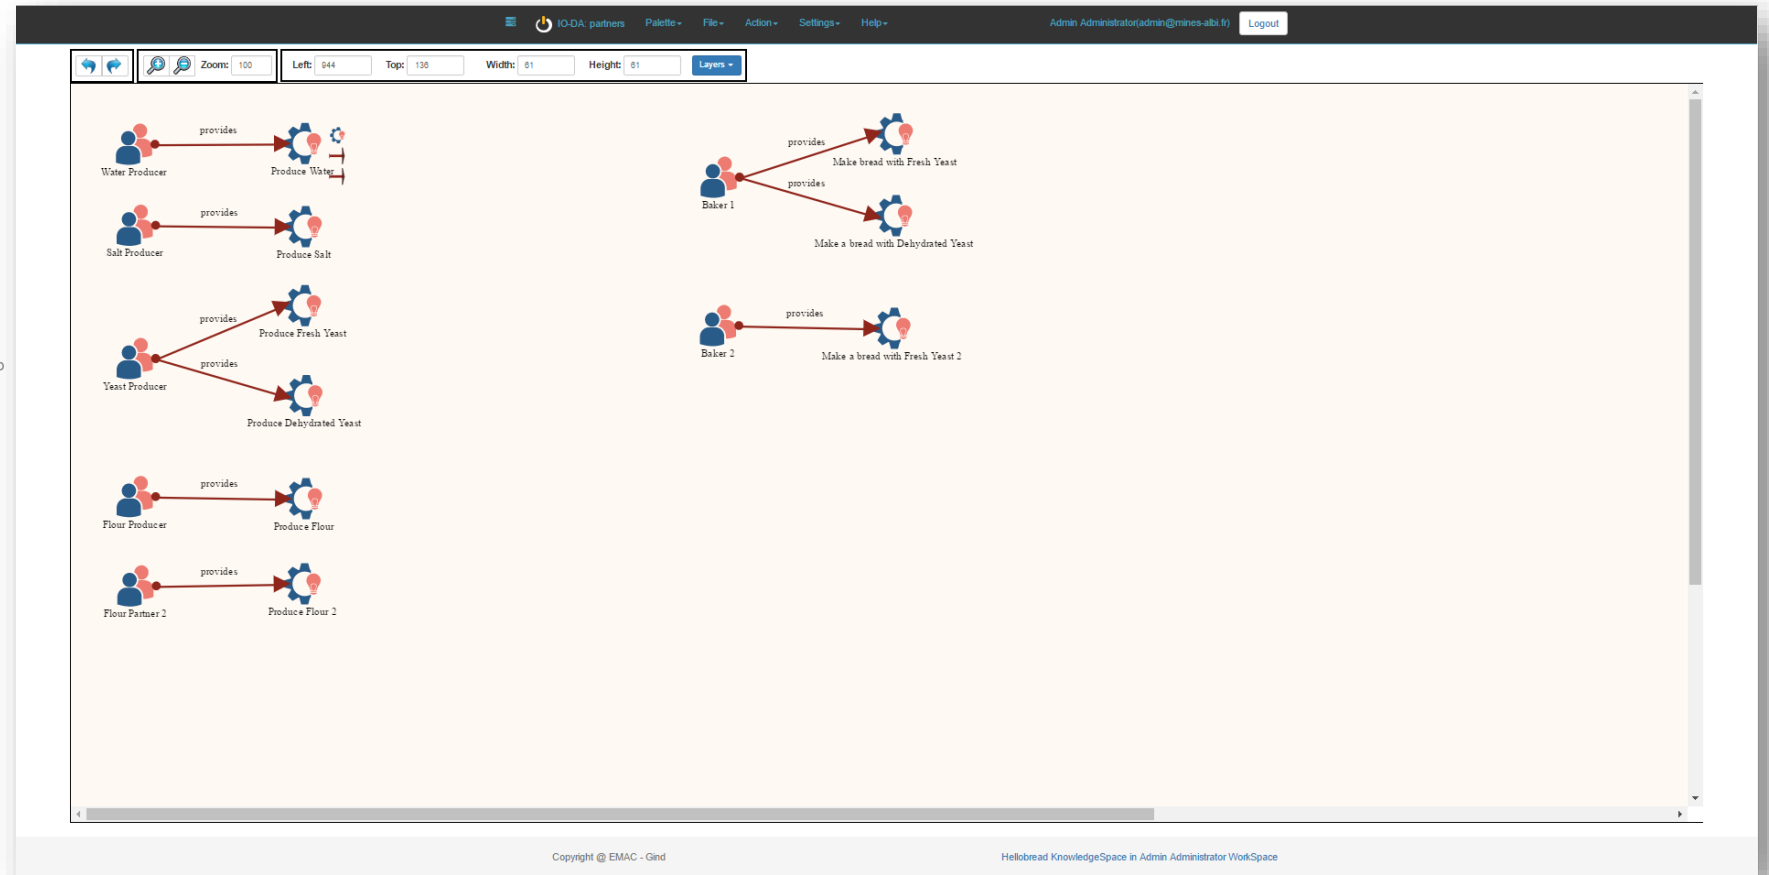 IO-DA: partners Palette File Action Settings Help Admin Administrator(admin@mines-albi.fr) Logout
Zoom: 100 Left: 944 Top: 136 Width: 61 Height: 61 Layers
provides
Water Producer
Produce Water
provides
Salt Producer
Produce Salt
provides
Produce Fresh Yeast
provides
Yeast Producer
Produce Dehydrated Yeast
provides
Flour Producer
Produce Flour
provides
Flour Partner 2
Produce Flour 2
provides
Make bread with Fresh Yeast
provides
Baker 1
Make a bread with Dehydrated Yeast
provides
Baker 2
Make a bread with Fresh Yeast 2
Copyright @ EMAC - Gind
Hellobread KnowledgeSpace in Admin Administrator WorkSpace